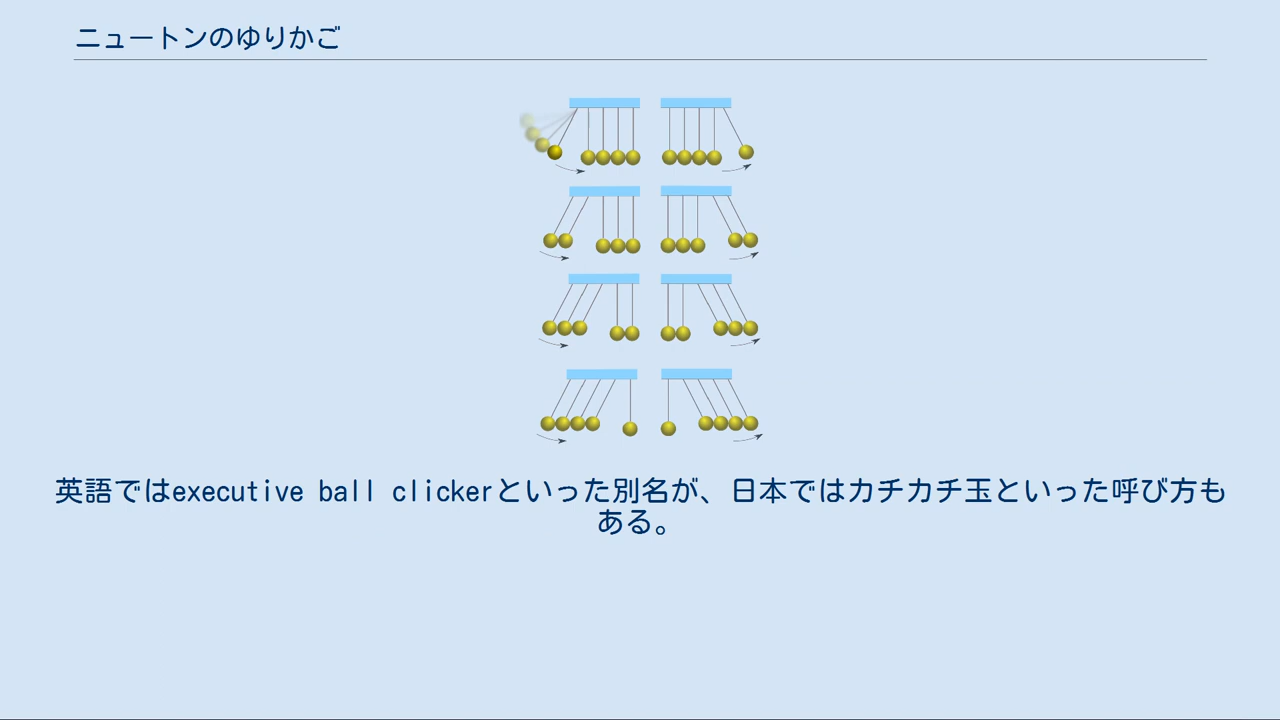 ニュートンのゆりかご
英語ではexecutive ball clickerといった別名が、日本ではカチカチ玉といった呼び方も
ある。